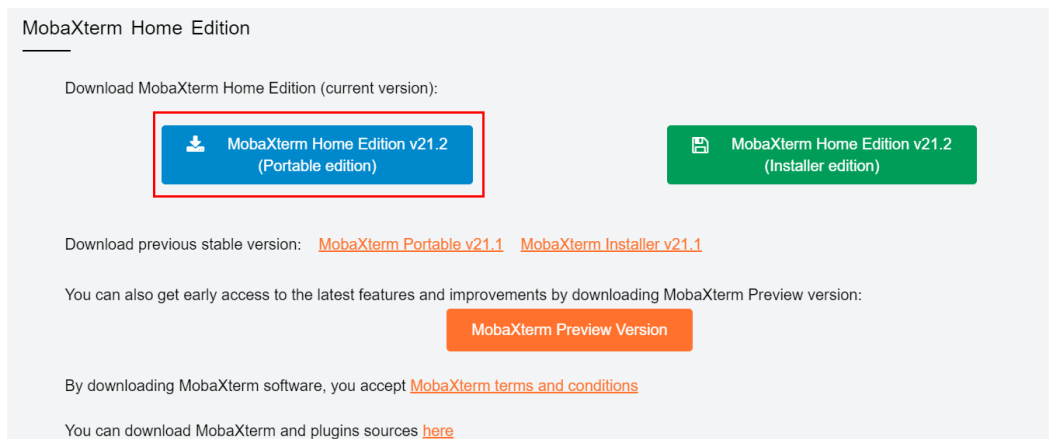 MobaXterm Home Edition
Download MobaXterm Home Edition (current version):
MobaXterm Home Edition v21.2
(Portable edition)
MobaXterm Home Edition v21.2
(Installer edition)
Download previous stable version: MobaXterm Portable v21.1 MobaXterm Installer v21.1
You can also get early access to the latest features and improvements by downloading MobaXterm Preview version:
MobaXterm Preview Version
By downloading MobaXterm software, you accept MobaXterm terms and conditions
You can download MobaXterm and plugins sources here